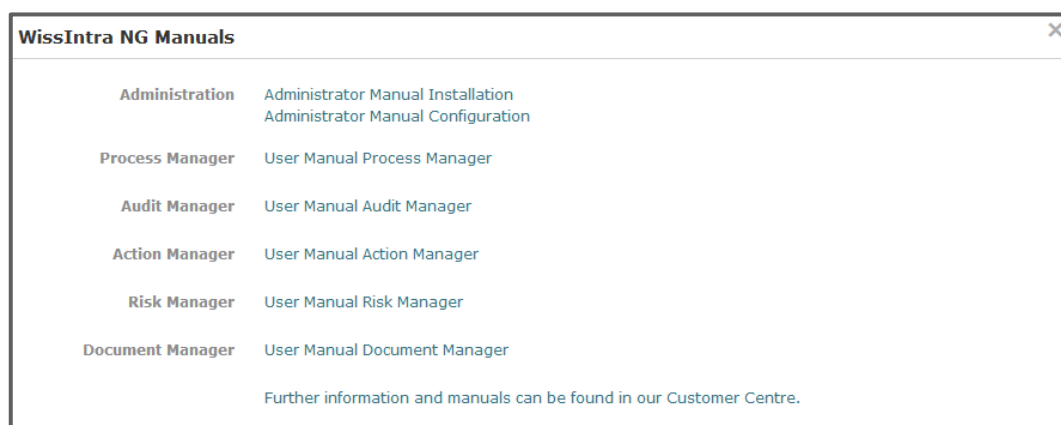 WissIntra NG Manuals
Administration Administrator Manual Installation
Administrator Manual Configuration
Process Manager User Manual Process Manager
Audit Manager User Manual Audit Manager
Action Manager User Manual Action Manager
Risk Manager User Manual Risk Manager
Document Manager User Manual Document Manager
Further information and manuals can be found in our Customer Centre.